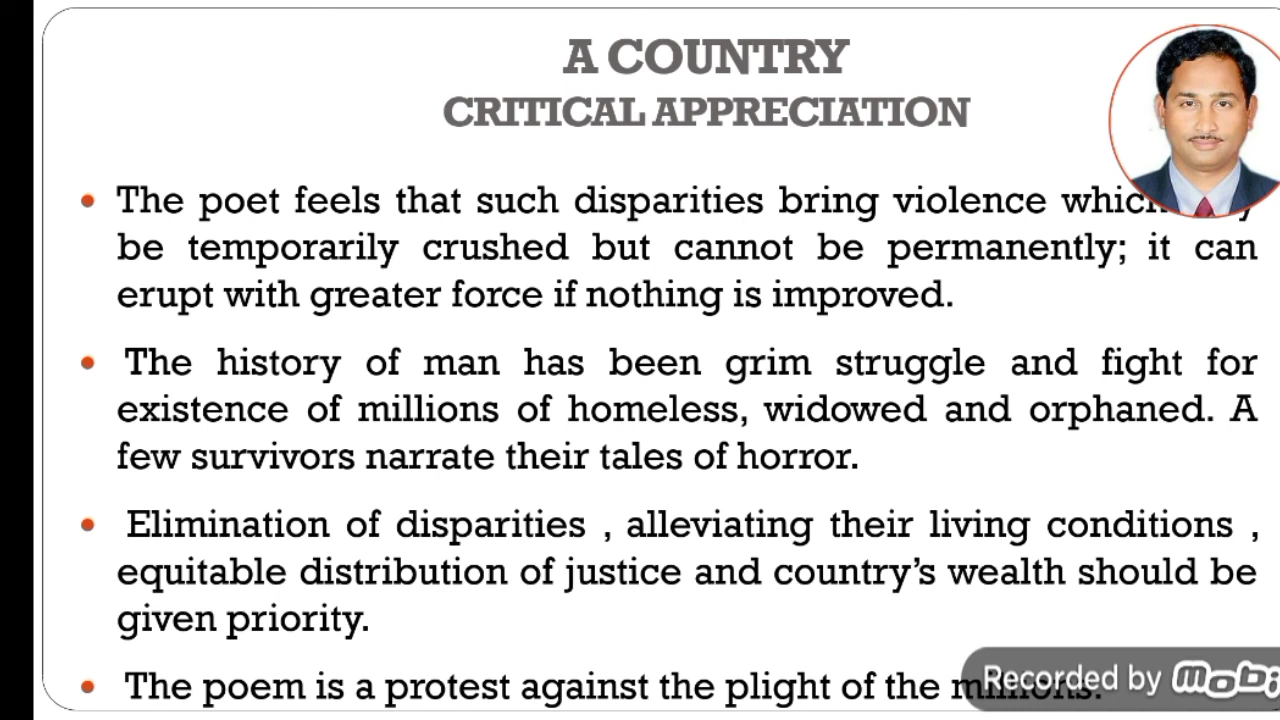 A COUNTRY
CRITICAL APPRECIATION
• The poet feels that such disparities bring violence
be temporarily crushed but cannot be permanently; it can
erupt with greater force if nothing is improved.
• The history of man has been grim struggle and fight for
existence of millions of homeless, widowed and orphaned. A
few survivors narrate their tales of horror.
• Elimination of disparities , alleviating their living conditions ,
equitable distribution of justice and country's wealth should be
given priority.
• The poem is a protest against the plight of the millions.
Recorded by